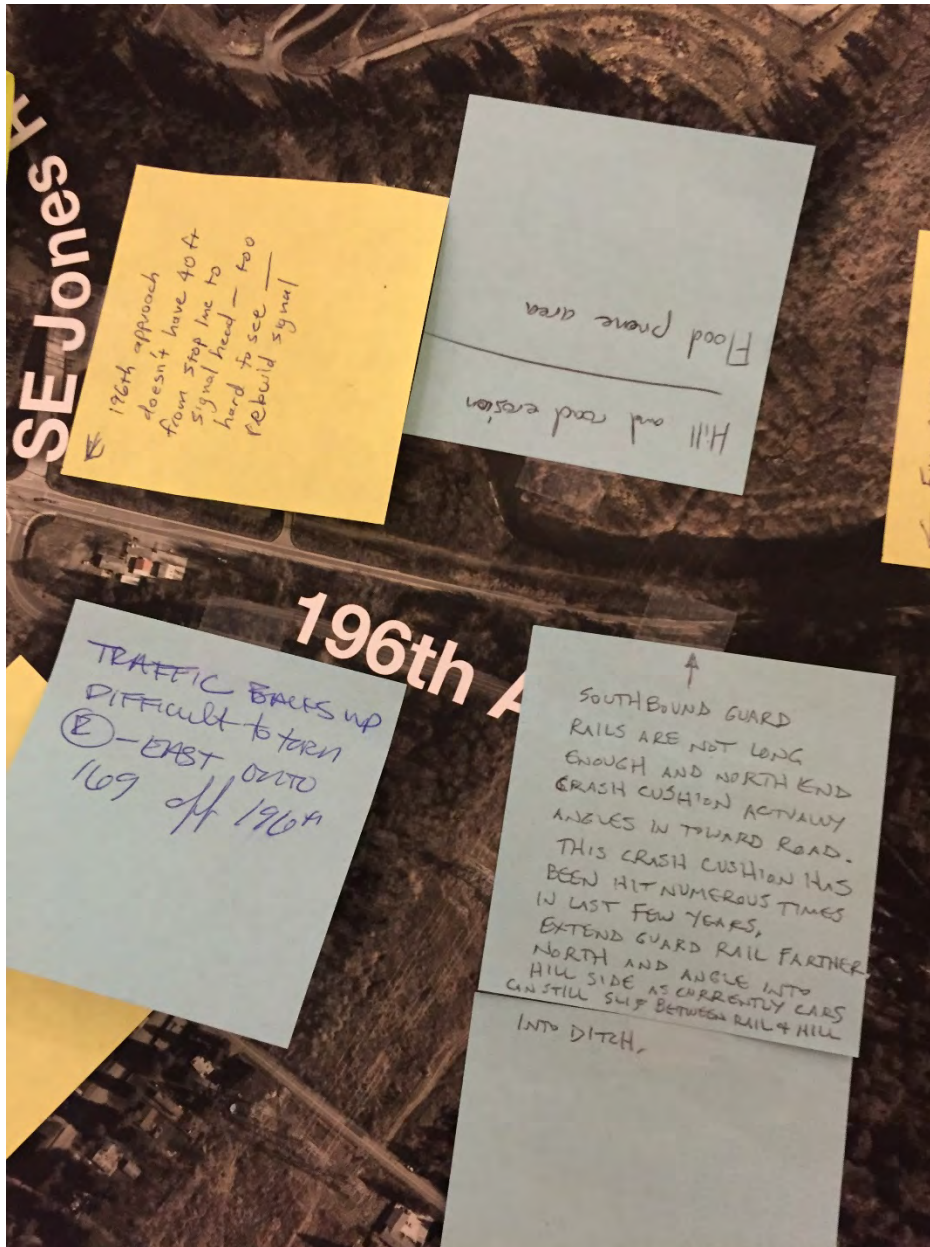 SE Jones
196th approach
doesn't have 40 ft
from stop line to
signal head – too
hard to see
rebuild signal
Hill and road erosion
Flood prone area
196th A
TRAFFIC BACKS UP
DIFFICULT to turn
E - EAST ONTO
169 off 196th
SOUTHBOUND GUARD
RAILS ARE NOT LONG
ENOUGH AND NORTH END
CRASH CUSHION ACTUALLY
ANGLES IN TOWARD ROAD.
THIS CRASH CUSHION HAS
BEEN HIT NUMEROUS TIMES
IN LAST FEW YEARS.
EXTEND GUARD RAIL FARTHER
NORTH AND ANGLE INTO
HILL SIDE AS CURRENTLY CARS
CAN STILL SLIP BETWEEN RAIL & HILL
INTO DITCH.